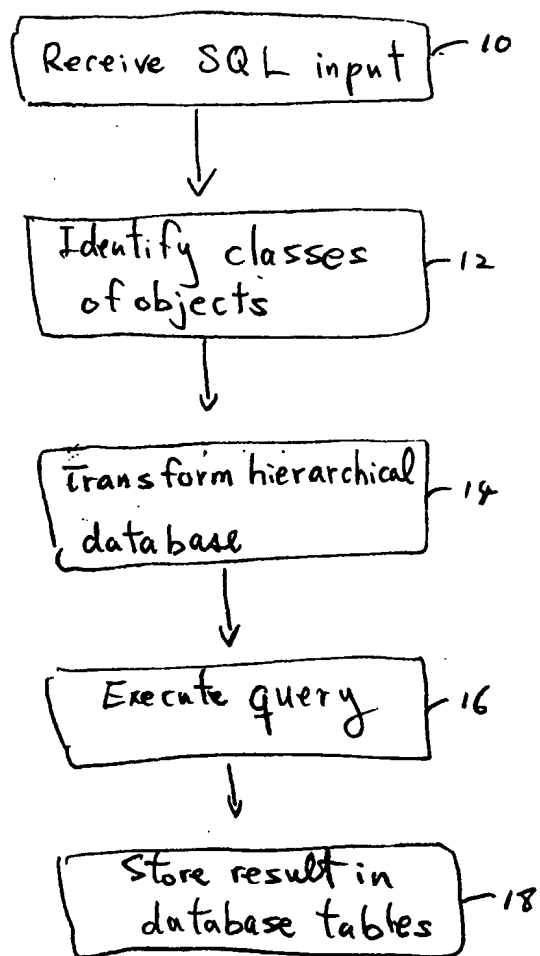 Receive SQL input
10
Identify classes
of objects
12
Transform hierarchical
database
14
Execute query
16
Store result in
database tables
18